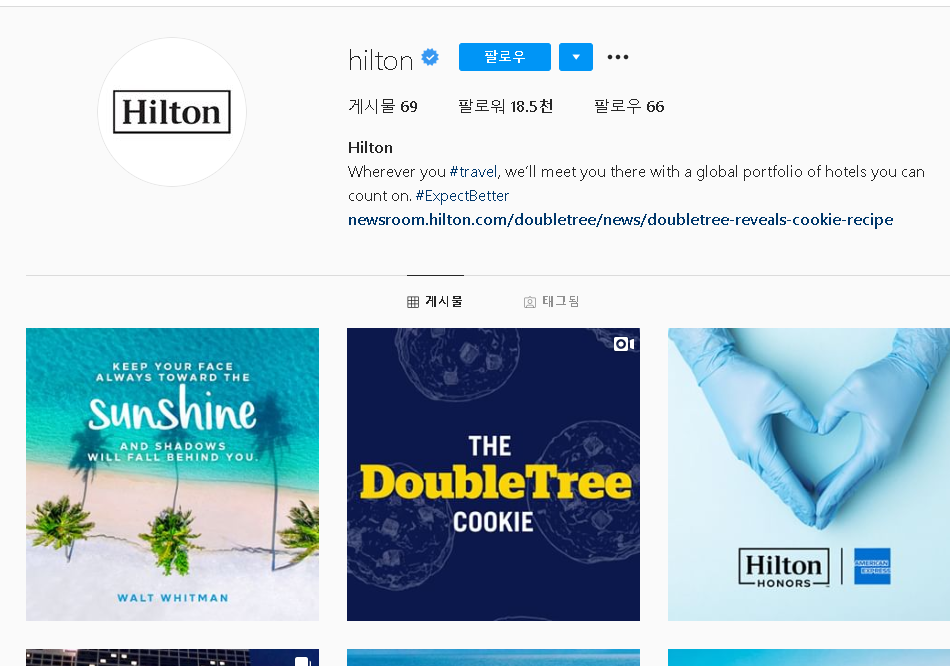 Hilton
hilton
팔로우
게시물 69
팔로워 18.5천
팔로우 66
Hilton
Wherever you #travel, we'll meet you there with a global portfolio of hotels you can
count on. #ExpectBetter
newsroom.hilton.com/doubletree/news/doubletree-reveals-cookie-recipe
게시물
태그됨
KEEP YOUR FACE
ALWAYS TOWARD THE
sunshine
AND SHADOWS
WILL FALL BEHIND YOU.
WALT WHITMAN
THE
DoubleTree
COOKIE
Hilton
HONORS
AMERICAN
EXPRESS